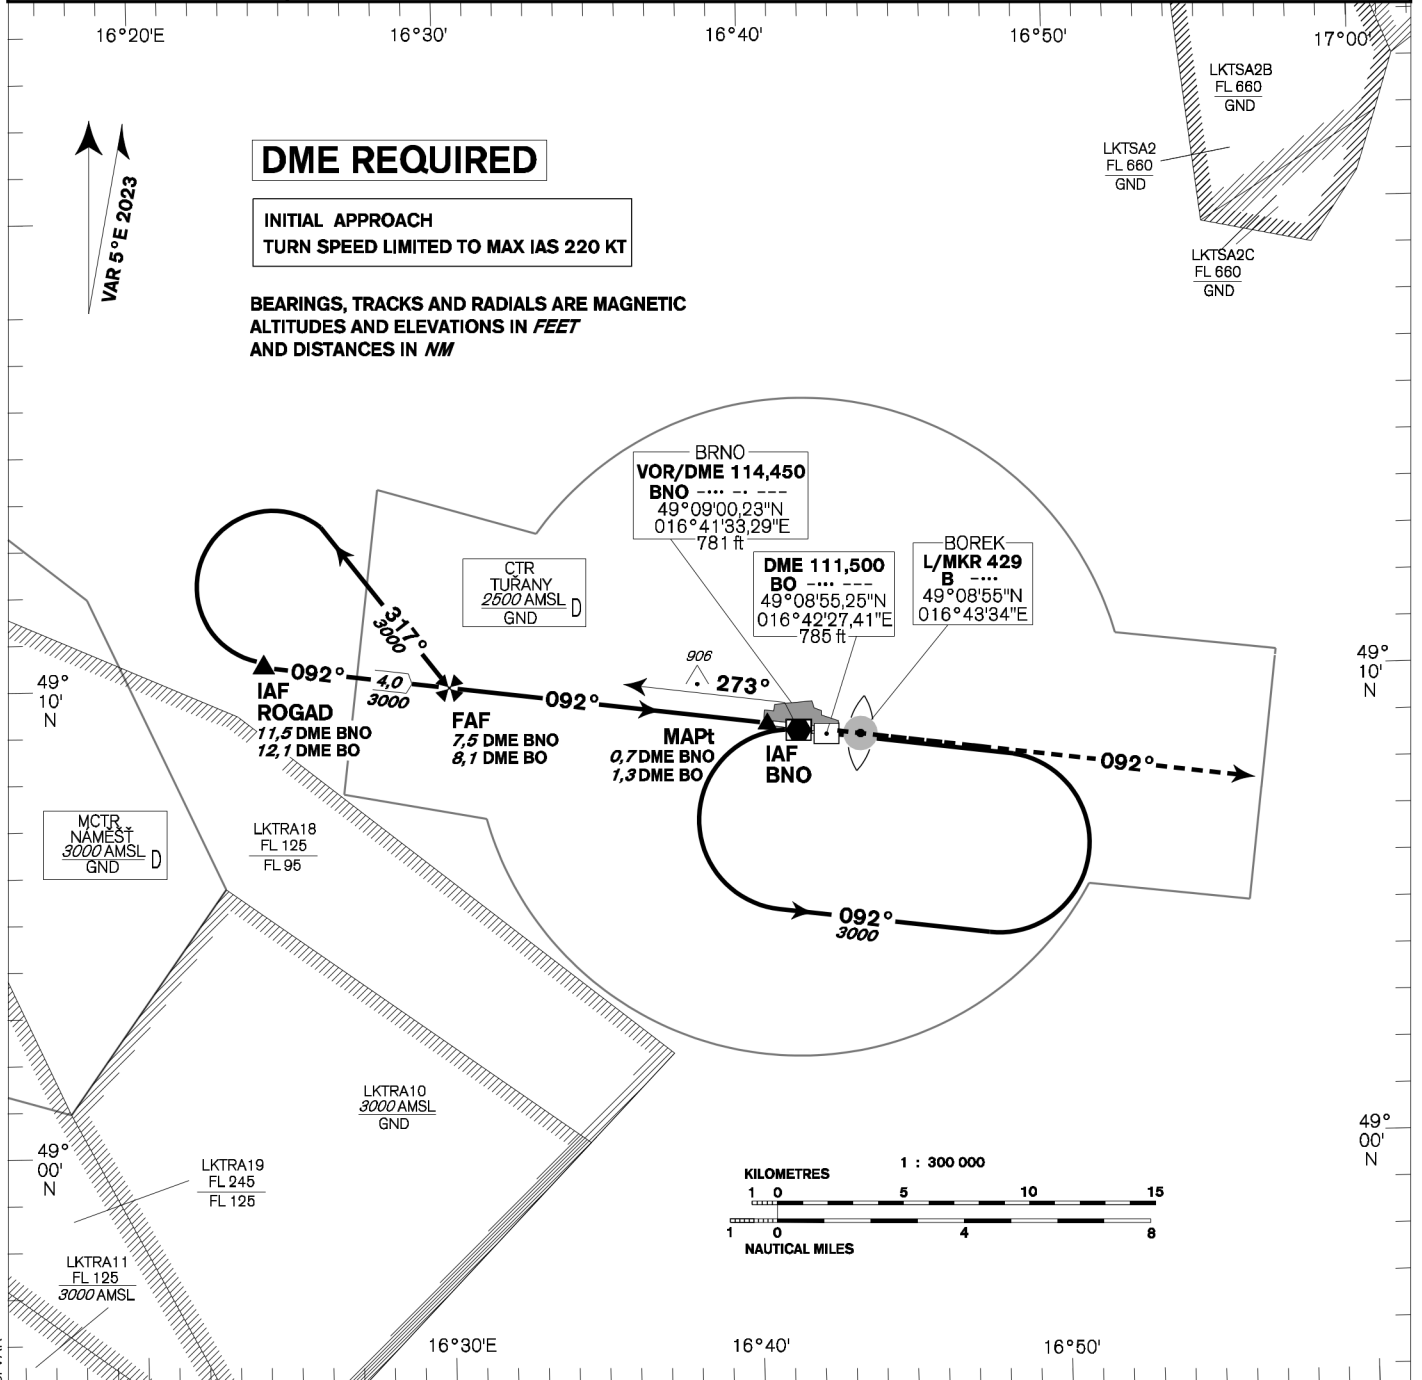 16°20'E
16°30'
16°40'
16°50'
17°00'
LKTSA2B
FL 660
GND
LKTSA2
FL 660
GND
LKTSA2C
FL 660
GND
VAR 5°E 2023
DME REQUIRED
INITIAL APPROACH
TURN SPEED LIMITED TO MAX IAS 220 KT
BEARINGS, TRACKS AND RADIALS ARE MAGNETIC
ALTITUDES AND ELEVATIONS IN FEET
AND DISTANCES IN NM
BRNO
VOR/DME 114,450
BNO -··· -· ---
49°09'00,23"N
016°41'33,29"E
781 ft
DME 111,500
BO -··· ---
49°08'55,25"N
016°42'27,41"E
785 ft
BOREK
L/MKR 429
B -···
49°08'55"N
016°43'34"E
CTR
TUŘANY
2500 AMSL
GND
D
317°
3000
906
273°
49°
10'
N
49°
10'
N
092°
4,0
3000
092°
IAF
ROGAD
11,5 DME BNO
12,1 DME BO
FAF
7,5 DME BNO
8,1 DME BO
MAPt
0,7 DME BNO
1,3 DME BO
IAF
BNO
092°
MCTR
NÁMĚŠŤ
3000 AMSL
GND
D
LKTRA18
FL 125
FL 95
092°
3000
LKTRA10
3000 AMSL
GND
49°
00'
N
49°
00'
N
LKTRA19
FL 245
FL 125
LKTRA11
FL 125
3000 AMSL
1 : 300 000
KILOMETRES
1 0 5 10 15
1 0 4 8
NAUTICAL MILES
16°30'E
16°40'
16°50'